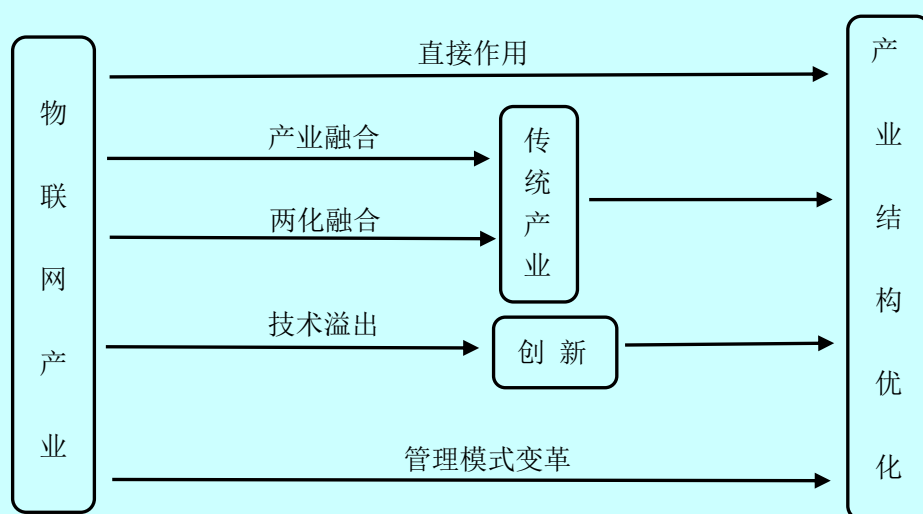 物联网产业
直接作用
产业融合
两化融合
传统产业
技术溢出
创 新
管理模式变革
产业结构优化